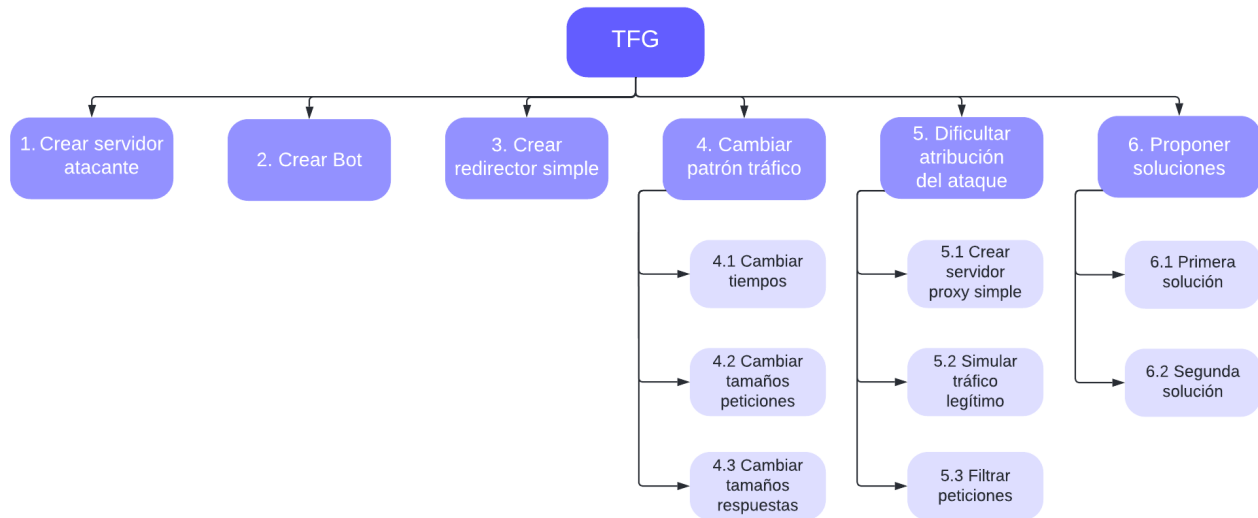 TFG
1. Crear servidor
atacante
2. Crear Bot
3. Crear
redirector simple
4. Cambiar
patrón tráfico
5. Dificultar
atribución
del ataque
6. Proponer
soluciones
4.1 Cambiar
tiempos
4.2 Cambiar
tamaños
peticiones
4.3 Cambiar
tamaños
respuestas
5.1 Crear
servidor
proxy simple
5.2 Simular
tráfico
legítimo
5.3 Filtrar
peticiones
6.1 Primera
solución
6.2 Segunda
solución